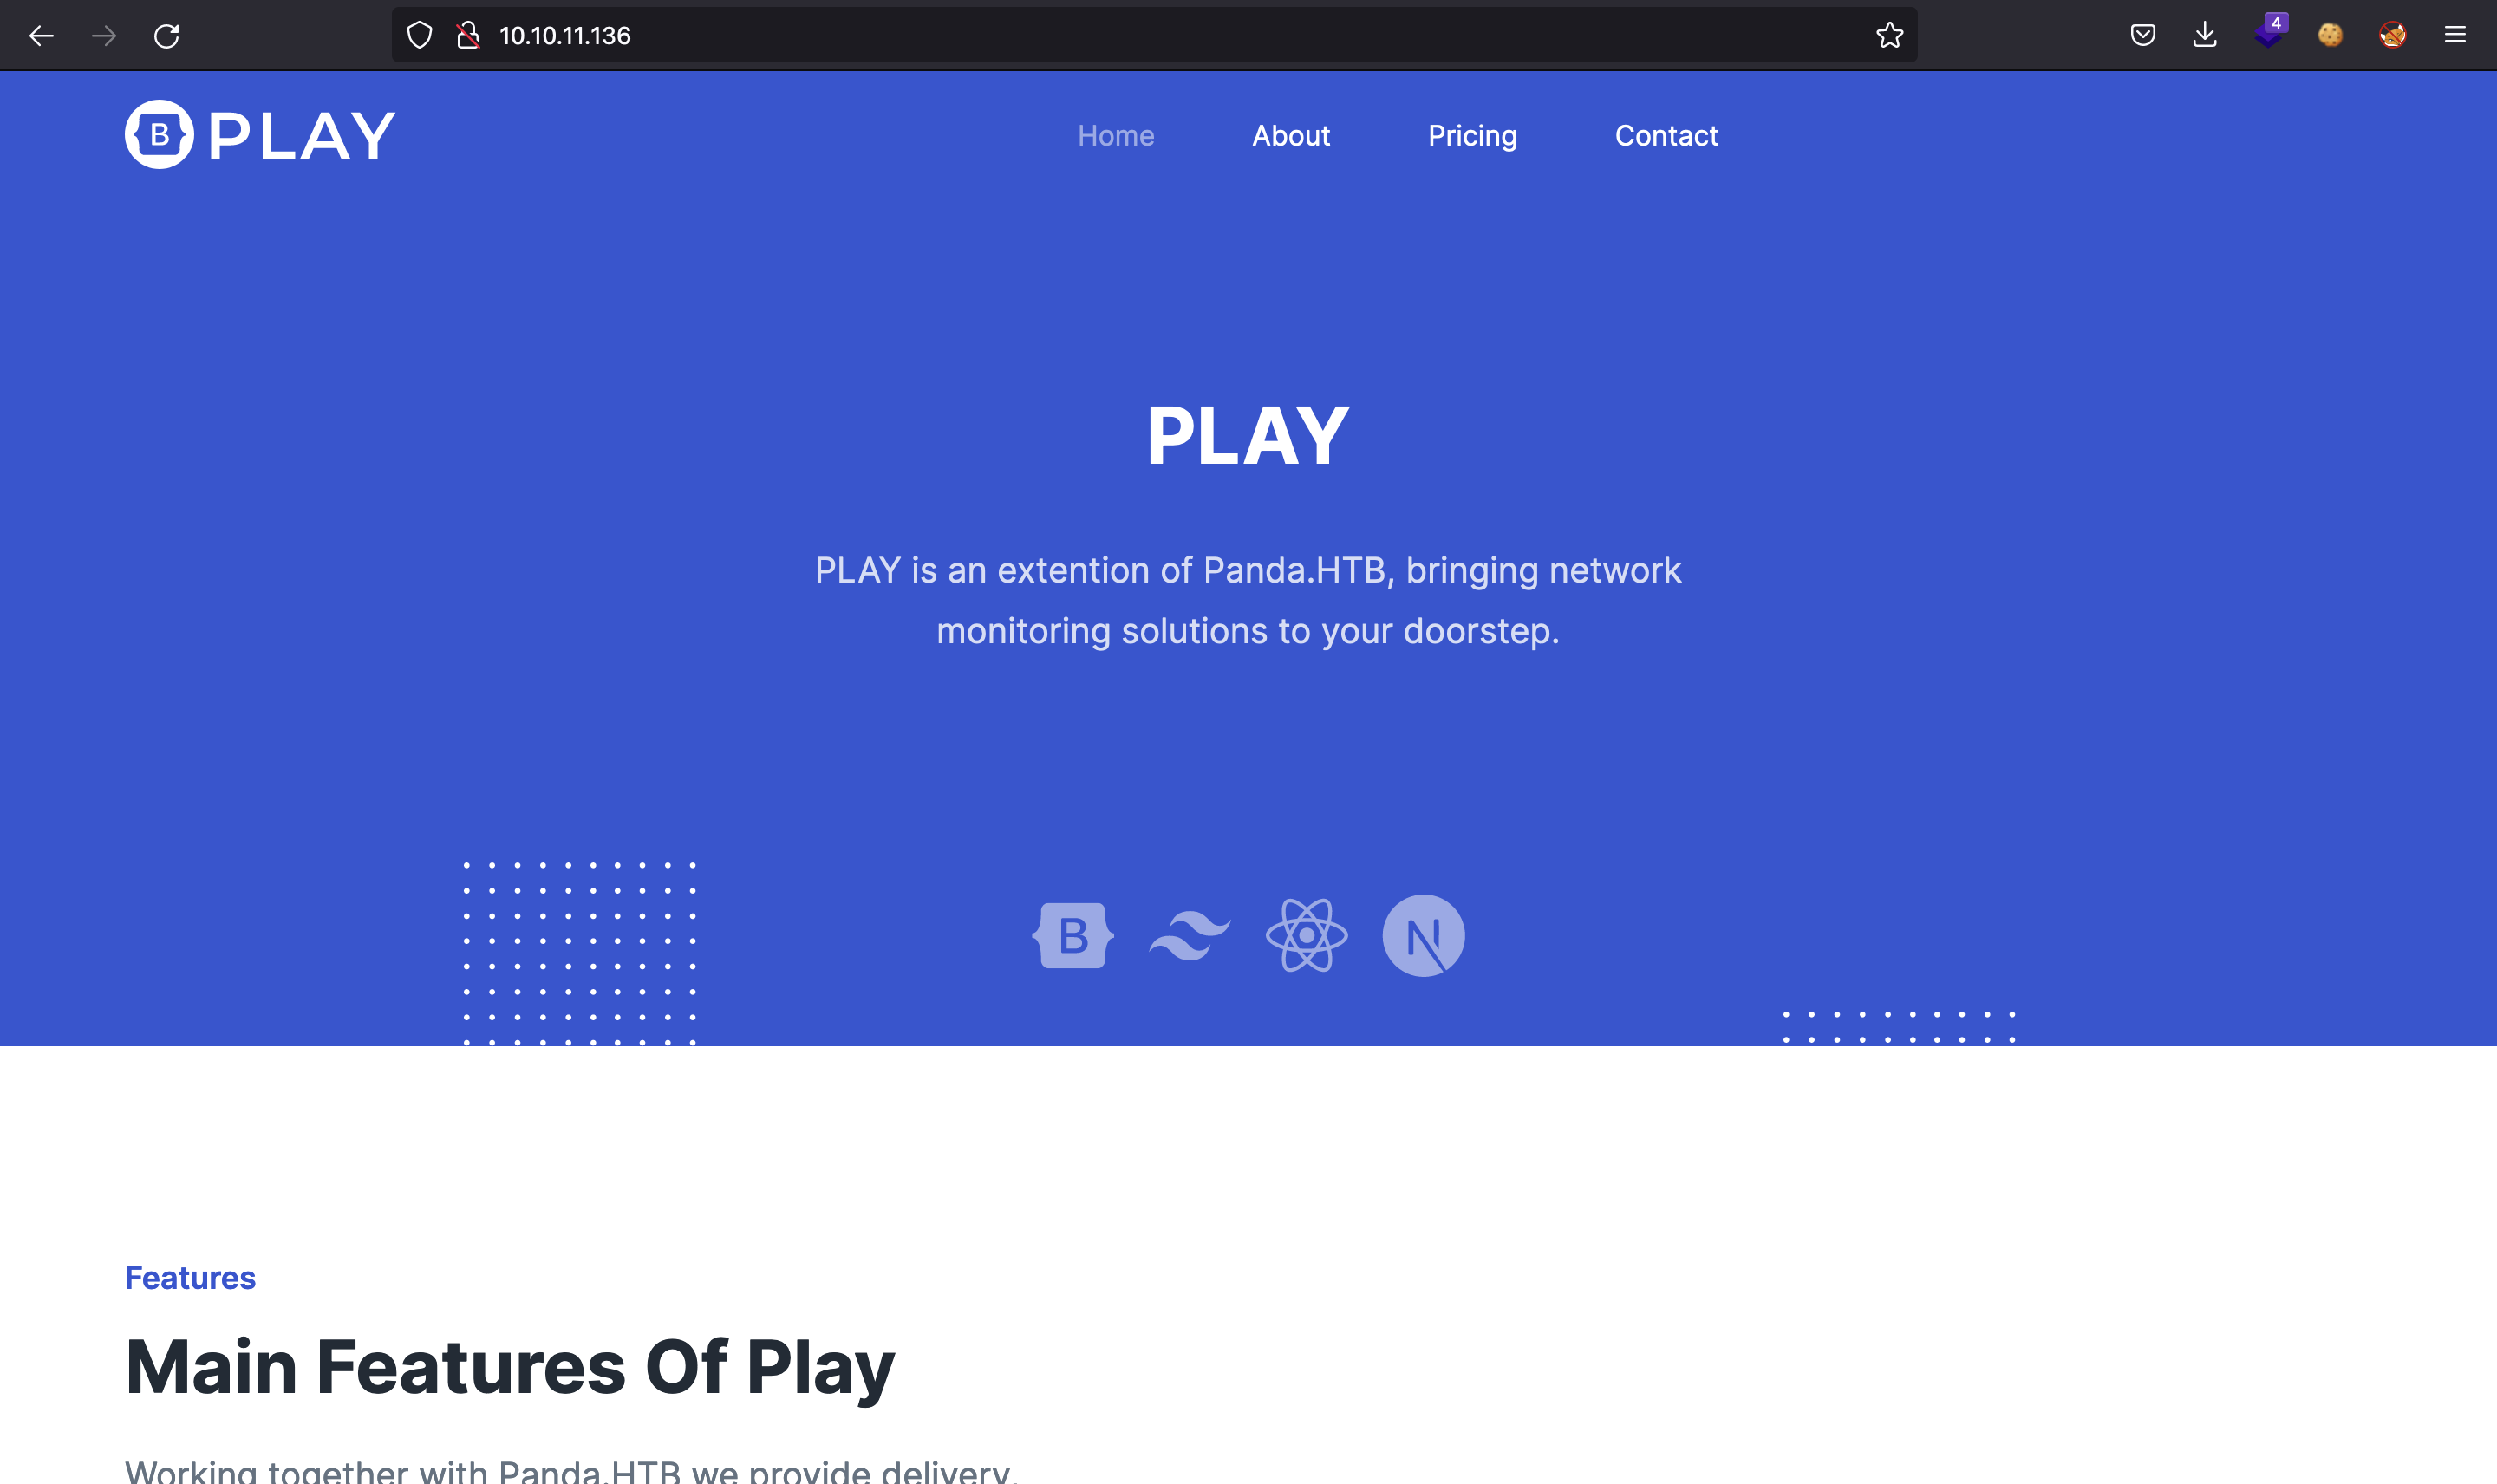 10.10.11.136
4
B PLAY
Home About Pricing Contact
PLAY
PLAY is an extention of Panda.HTB, bringing network
monitoring solutions to your doorstep.
B N
Features
Main Features Of Play
Working together with Panda.HTB we provide delivery.